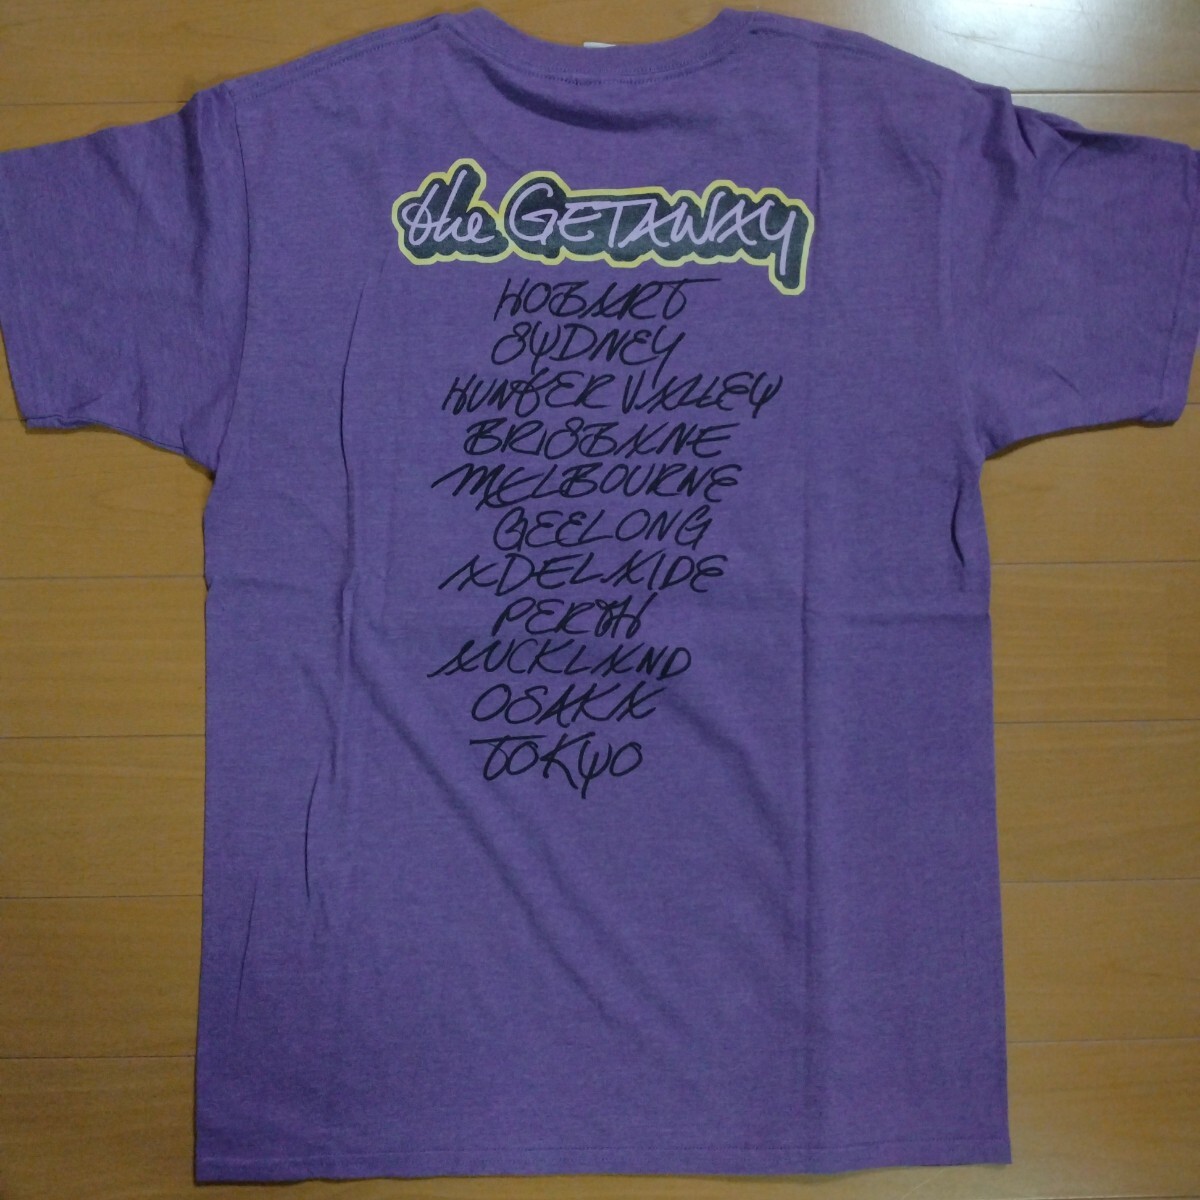 the GETAWAY
HOBART
SYDNEY
HUNTER VALLEY
BRISBANE
MELBOURNE
GEELONG
ADELAIDE
PERTH
AUCKLAND
OSAKA
TOKYO